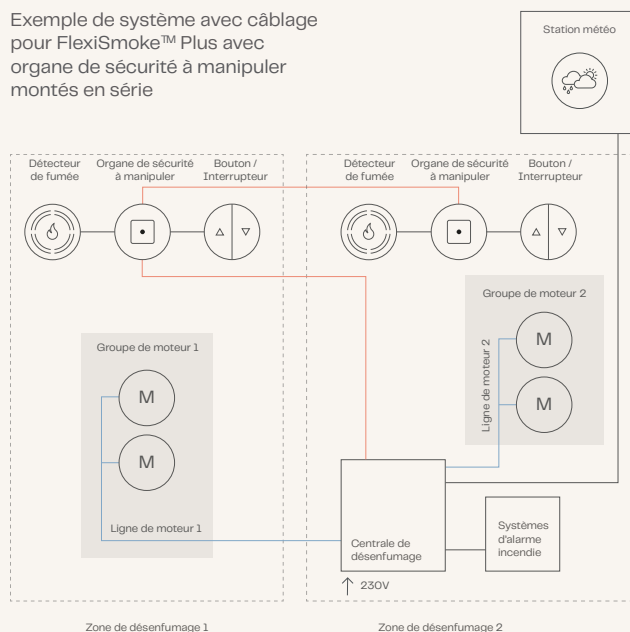 Exemple de système avec câblage
pour FlexiSmoke™ Plus avec
organe de sécurité à manipuler
montés en série
Station météo
Détecteur
de fumée
Organe de sécurité
à manipuler
Bouton /
Interrupteur
Détecteur
de fumée
Organe de sécurité
à manipuler
Bouton /
Interrupteur
Groupe de moteur 2
M
M
Ligne de moteur 2
Groupe de moteur 1
M
M
Ligne de moteur 1
Centrale de
désenfumage
Systèmes
d'alarme
incendie
230V
Zone de désenfumage 1
Zone de désenfumage 2